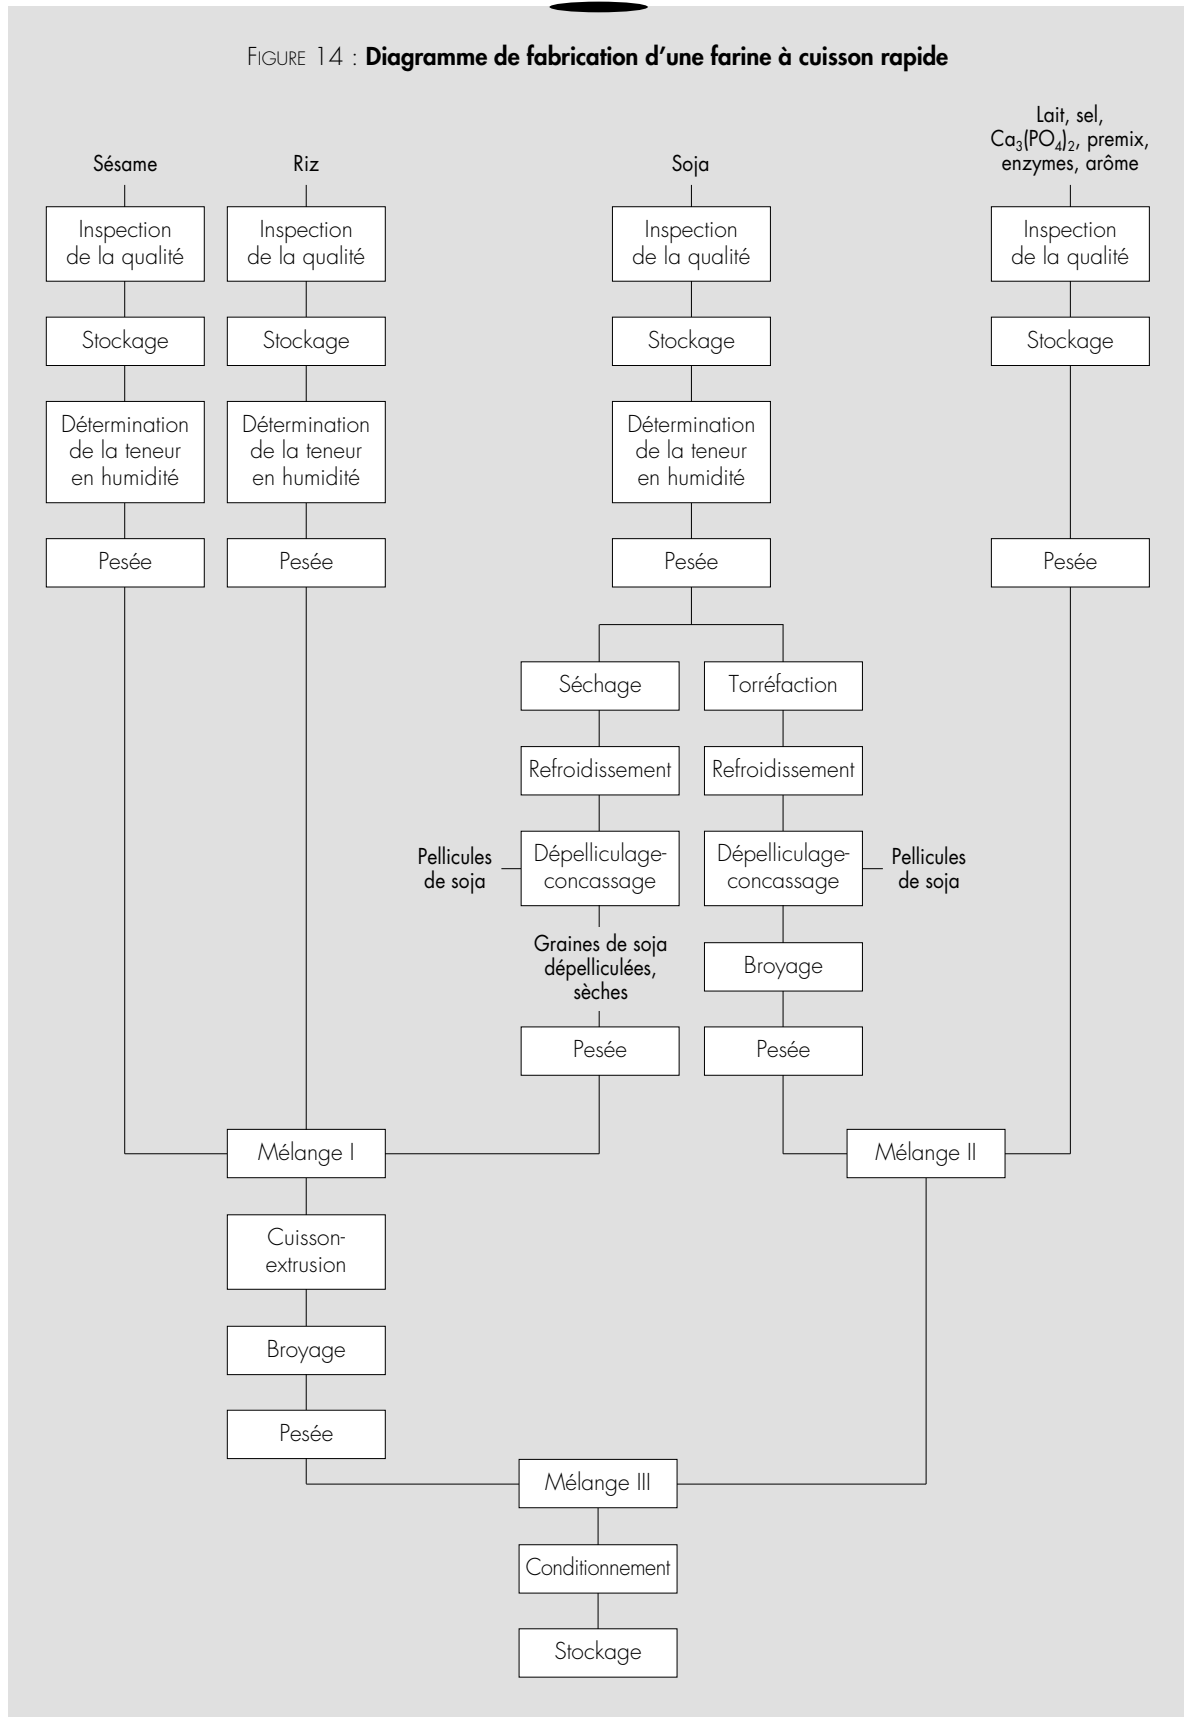 FIGURE 14 : Diagramme de fabrication d'une farine à cuisson rapide
Sésame
Riz
Soja
Lait, sel,
Ca₃(PO₄)₂, premix,
enzymes, arôme
Inspection
de la qualité
Inspection
de la qualité
Inspection
de la qualité
Inspection
de la qualité
Stockage
Stockage
Stockage
Stockage
Détermination
de la teneur
en humidité
Détermination
de la teneur
en humidité
Détermination
de la teneur
en humidité
Pesée
Pesée
Pesée
Pesée
Séchage
Torréfaction
Refroidissement
Refroidissement
Pellicules
de soja
Dépelliculage-
concassage
Dépelliculage-
concassage
Pellicules
de soja
Graines de soja
dépelliculées,
sèches
Broyage
Pesée
Pesée
Mélange I
Mélange II
Cuisson-
extrusion
Broyage
Pesée
Mélange III
Conditionnement
Stockage